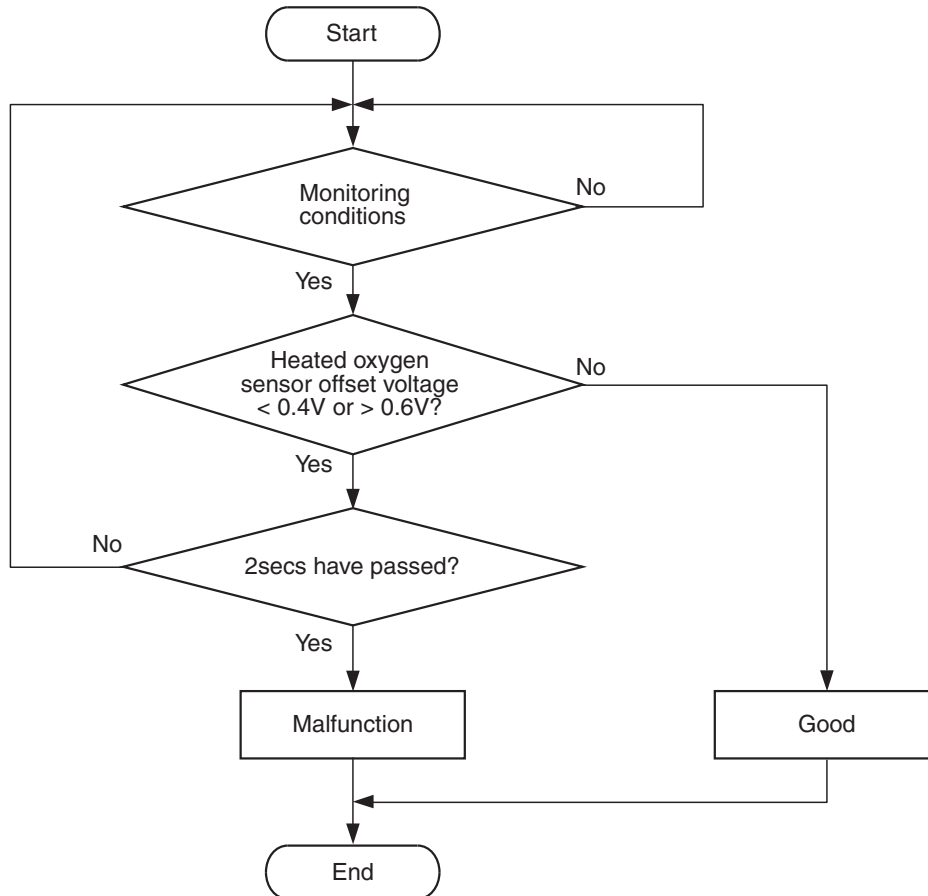 Start
Monitoring
conditions
No
Yes
Heated oxygen
sensor offset voltage
< 0.4V or > 0.6V?
No
Yes
No
2secs have passed?
Yes
Malfunction
Good
End